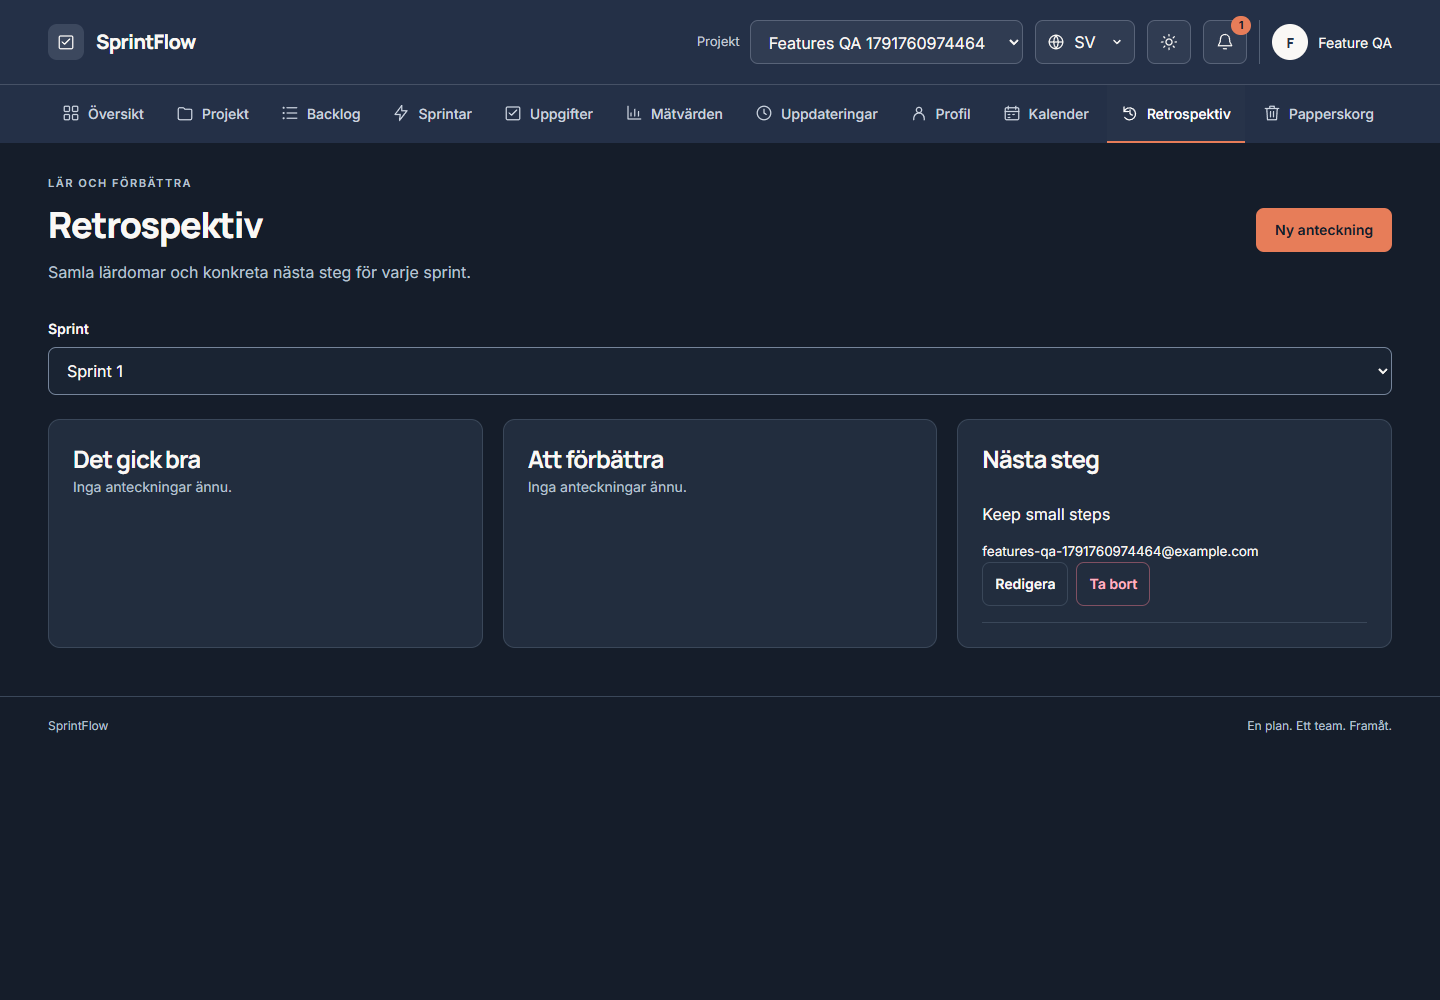 SprintFlow
Projekt
Features QA 1791760974464
SV
1
F
Feature QA
Översikt
Projekt
Backlog
Sprintar
Uppgifter
Mätvärden
Uppdateringar
Profil
Kalender
Retrospektiv
Papperskorg
LÄR OCH FÖRBÄTTRA
Retrospektiv
Ny anteckning
Samla lärdomar och konkreta nästa steg för varje sprint.
Sprint
Sprint 1
Det gick bra
Inga anteckningar ännu.
Att förbättra
Inga anteckningar ännu.
Nästa steg
Keep small steps
features-qa-1791760974464@example.com
Redigera
Ta bort
SprintFlow
En plan. Ett team. Framåt.